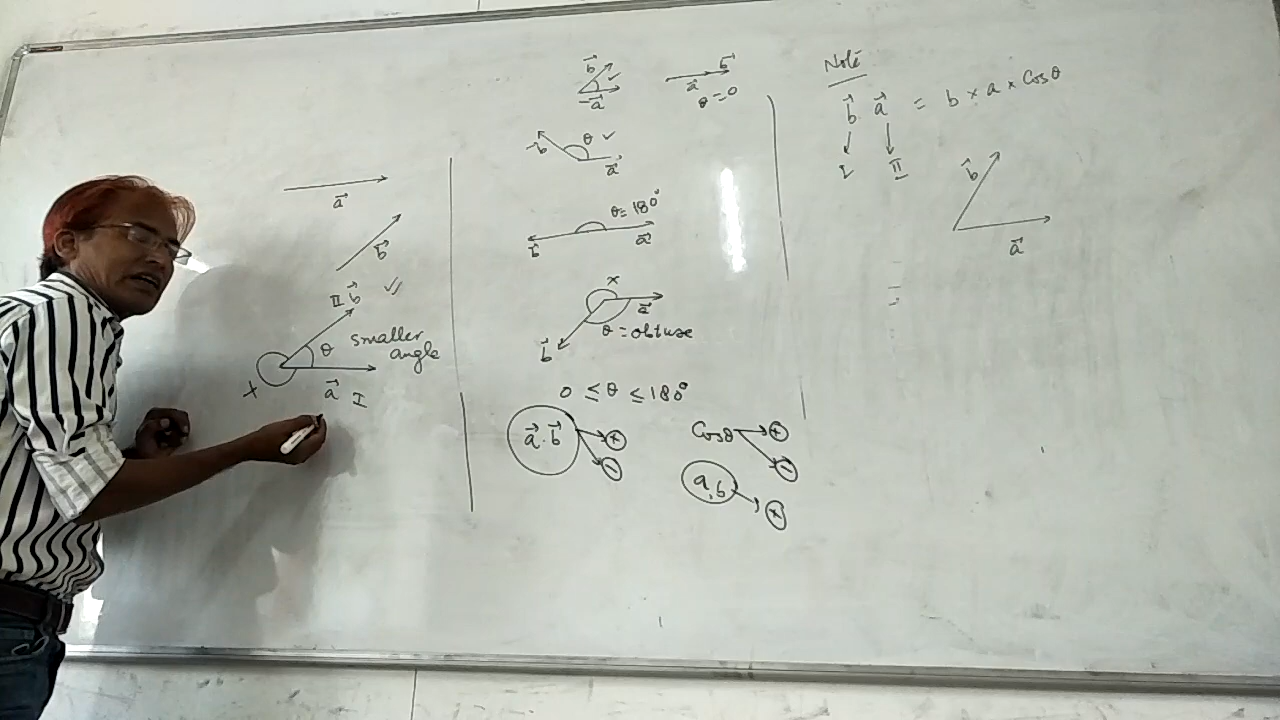 a⃗
b⃗
II b⃗ ✓
θ smaller
angle
×
a⃗ I
b⃗ ✓
a⃗
b⃗
a⃗
θ = 0
b⃗ θ ✓
a⃗
θ = 180°
b⃗ a⃗
×
a⃗
θ = obtuse
b⃗
0 ≤ θ ≤ 180°
a⃗ . b⃗ + −
Cosθ + −
a, b +
Note
b⃗ . a⃗ = b × a × Cosθ
I II
b⃗
a⃗
=